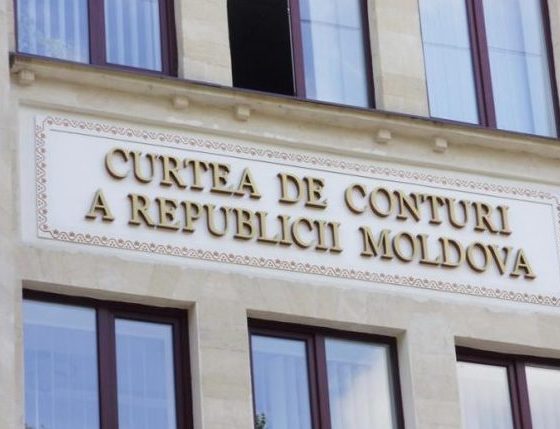 CURTEA DE CONTURI
A REPUBLICII MOLDOVA